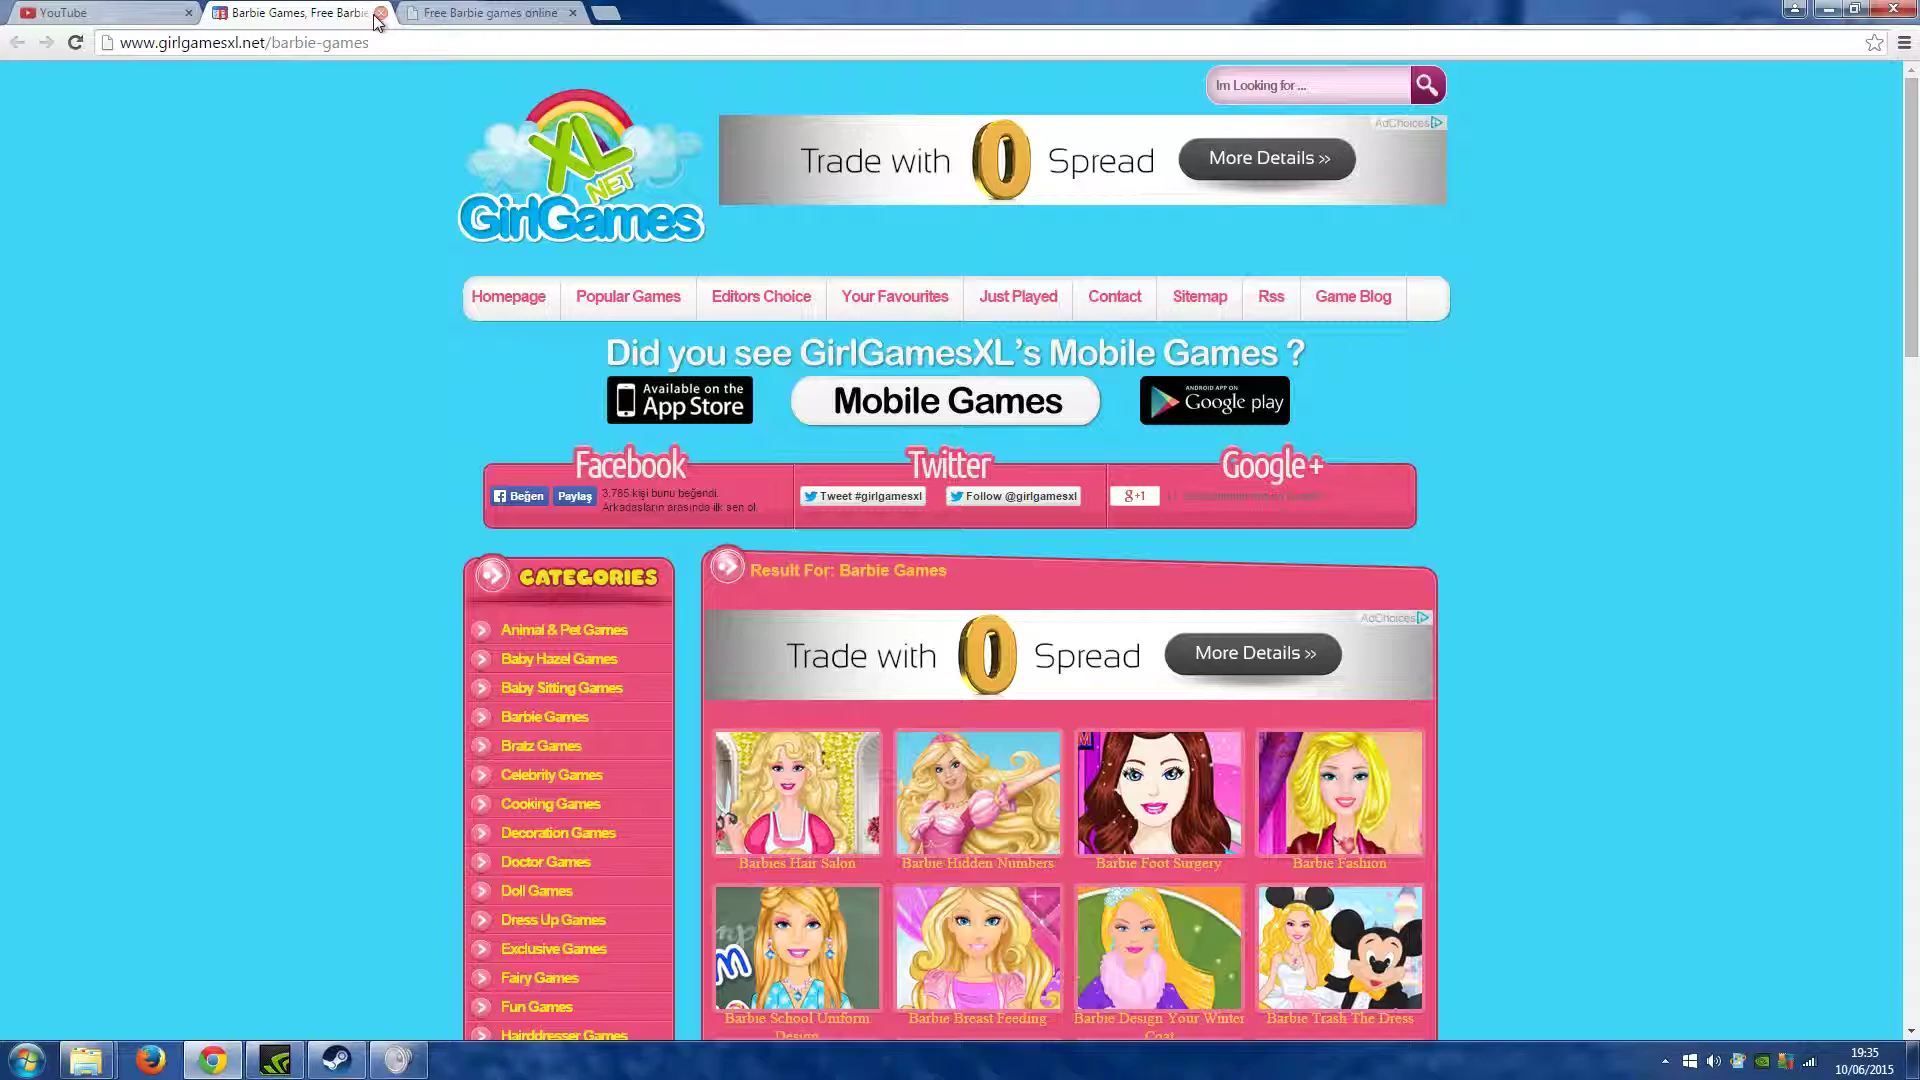 YouTube
Barbie Games, Free Barbie
Free Barbie games online
www.girlgamesxl.net/barbie-games
Im Looking for ...
XL
NET
GirlGames
AdChoices
Trade with 0 Spread
More Details »
Homepage
Popular Games
Editors Choice
Your Favourites
Just Played
Contact
Sitemap
Rss
Game Blog
Did you see GirlGamesXL's Mobile Games ?
Available on the
App Store
Mobile Games
ANDROID APP ON
Google play
Facebook
Twitter
Google+
Beğen
Paylaş
3,785 kişi bunu beğendi.
Arkadaşların arasında ilk sen ol.
Tweet #girlgamesxl
Follow @girlgamesxl
g+1
CATEGORIES
Animal & Pet Games
Baby Hazel Games
Baby Sitting Games
Barbie Games
Bratz Games
Celebrity Games
Cooking Games
Decoration Games
Doctor Games
Doll Games
Dress Up Games
Exclusive Games
Fairy Games
Fun Games
Hairddresser Games
Result For: Barbie Games
AdChoices
Trade with 0 Spread
More Details »
Barbies Hair Salon
Barbie Hidden Numbers
Barbie Foot Surgery
Barbie Fashion
Barbie School Uniform
Design
Barbie Breast Feeding
Barbie Design Your Winter
Coat
Barbie Trash The Dress
19:35
10/06/2015